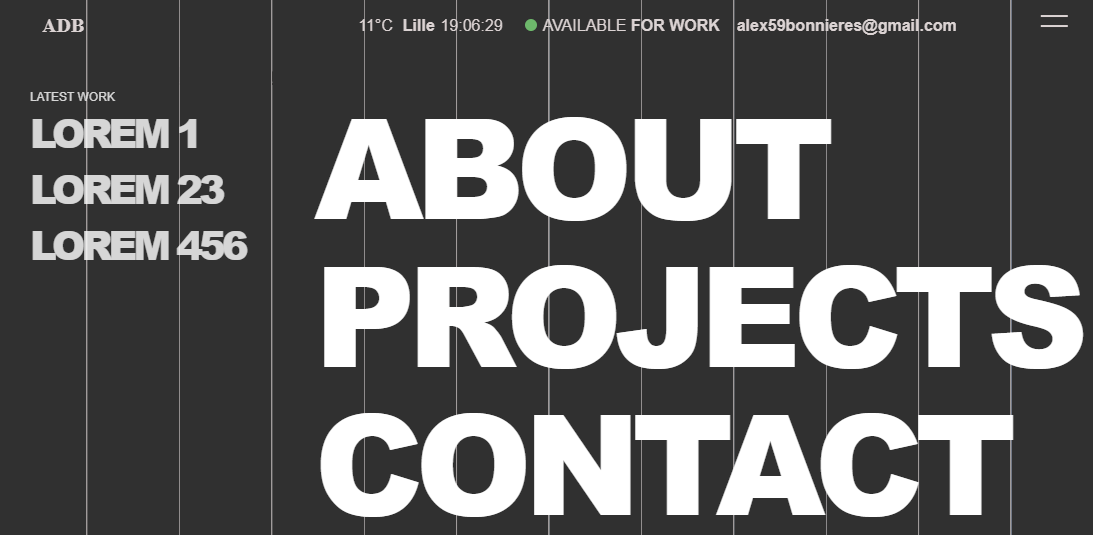 ADB
11°C Lille 19:06:29 AVAILABLE FOR WORK alex59bonnieres@gmail.com
LATEST WORK
LOREM 1
LOREM 23
LOREM 456
ABOUT
PROJECTS
CONTACT